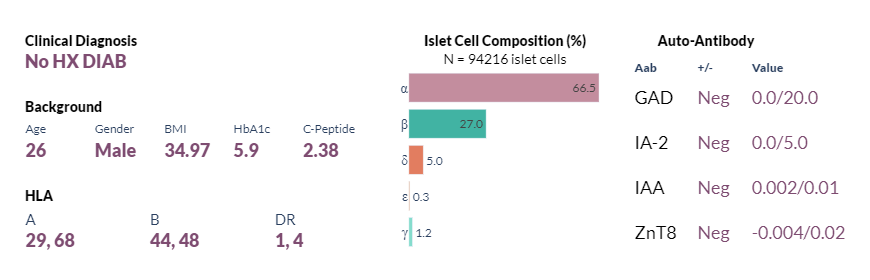 Clinical Diagnosis
No HX DIAB
Background
Age Gender BMI HbA1c C-Peptide
26 Male 34.97 5.9 2.38
HLA
A B DR
29, 68 44, 48 1, 4
Islet Cell Composition (%)
N = 94216 islet cells
α 66.5
β 27.0
δ 5.0
ε 0.3
γ 1.2
Auto-Antibody
Aab +/- Value
GAD Neg 0.0/20.0
IA-2 Neg 0.0/5.0
IAA Neg 0.002/0.01
ZnT8 Neg -0.004/0.02